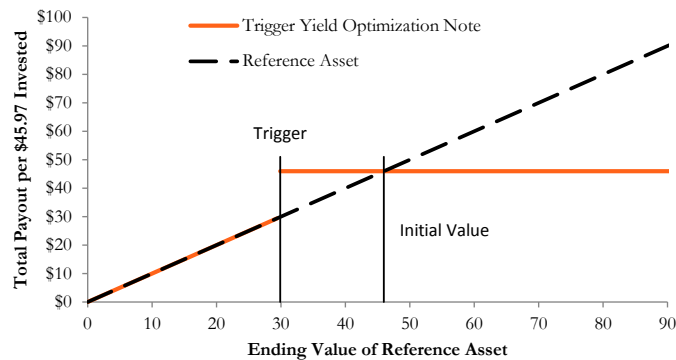 Total Payout per $45.97 Invested
$100
$90
$80
$70
$60
$50
$40
$30
$20
$10
$0
Trigger Yield Optimization Note
Reference Asset
Trigger
Initial Value
0 10 20 30 40 50 60 70 80 90
Ending Value of Reference Asset